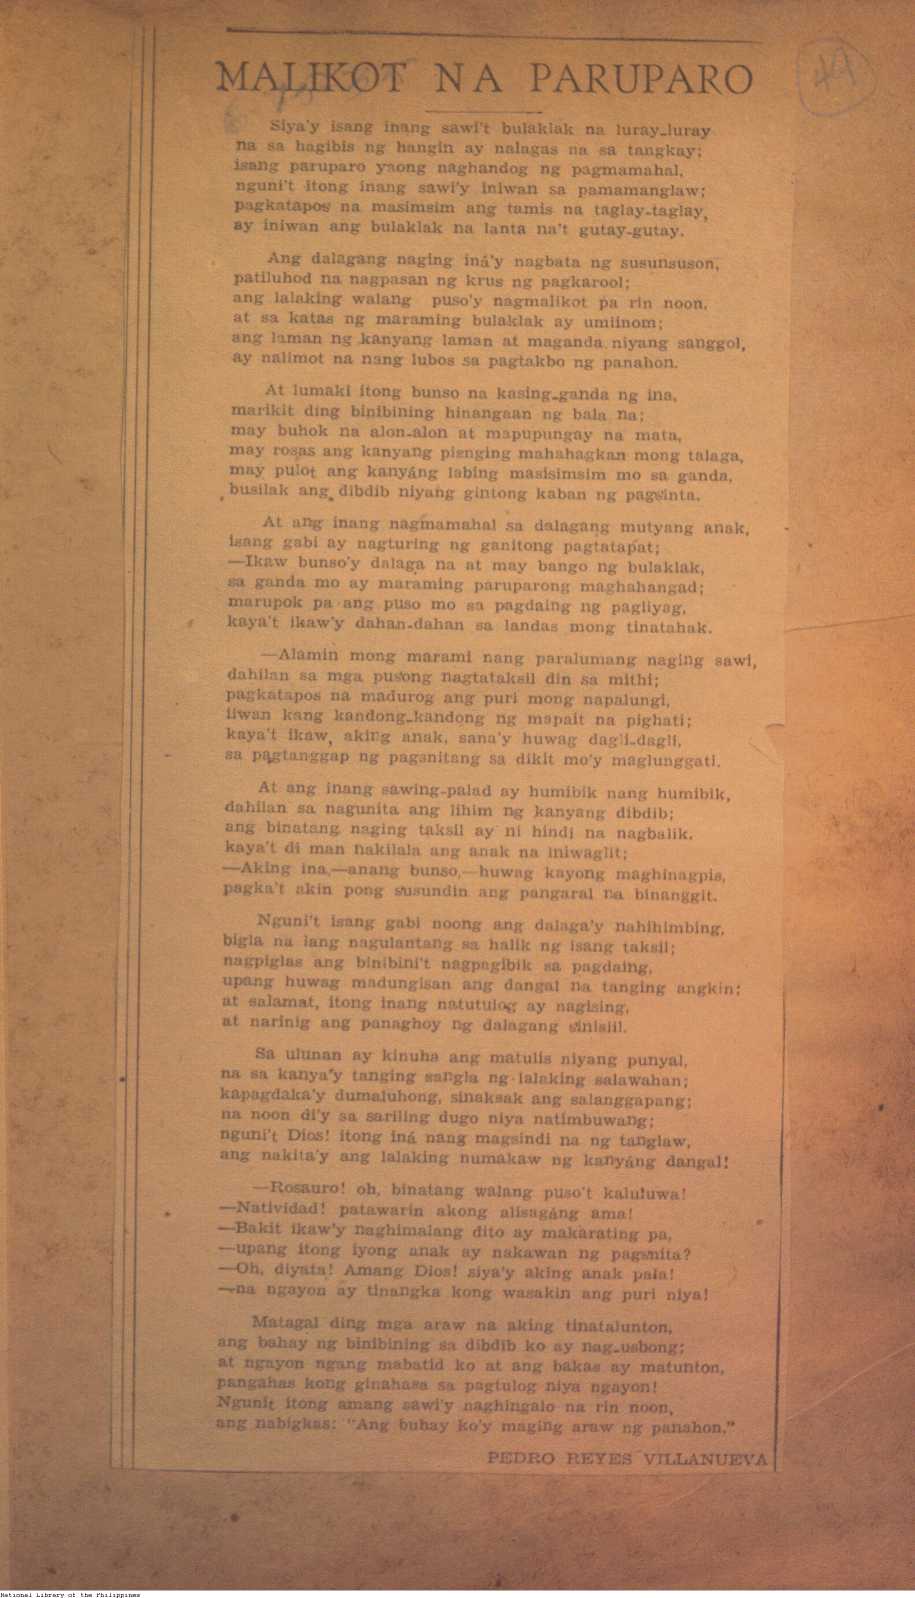 49
MALIKOT NA PARUPARO
Siya'y isang inang sawi't bulaklak na luray-luray
na sa hagibis ng hangin ay nalagas na sa tangkay;
isang paruparo yaong naghandog ng pagmamahal,
nguni't itong inang sawi'y iniwan sa pamamanglaw;
pagkatapos na masimsim ang tamis na taglay-taglay,
ay iniwan ang bulaklak na lanta na't gutay-gutay.
Ang dalagang naging iná'y nagbata ng susunsuson,
patiluhod na nagpasan ng krus ng pagkarool;
ang lalaking walang puso'y nagmalikot pa rin noon,
at sa katas ng maraming bulaklak ay umiinom;
ang laman ng kanyang laman at maganda niyang sanggol,
ay nalimot na nang lubos sa pagtakbo ng panahon.
At lumaki itong bunso na kasing-ganda ng ina,
marikit ding binibining hinangaan ng bala na;
may buhok na alon-alon at mapupungay na mata,
may rosas ang kanyang pisnging mahahagkan mong talaga,
may pulot ang kanyáng labing masisimsim mo sa ganda,
busilak ang dibdib niyang gintong kaban ng pagsinta.
At ang inang nagmamahal sa dalagang mutyang anak,
isang gabi ay nagturing ng ganitong pagtatapat;
—Ikaw bunso'y dalaga na at may bango ng bulaklak,
sa ganda mo ay maraming paruparong maghahangad;
marupok pa ang puso mo sa pagdaing ng pagliyag,
kaya't ikaw'y dahan-dahan sa landas mong tinatahak.
—Alamin mong marami nang paralumang naging sawi,
dahilan sa mga pusong nagtataksil din sa mithi;
pagkatapos na madurog ang puri mong napalungi,
iiwan kang kandong-kandong ng mapait na pighati;
kaya't ikaw, aking anak, sana'y huwag dagli-dagli,
sa pagtanggap ng paganitang sa dikit mo'y maglunggati.
At ang inang sawing-palad ay humibik nang humibik,
dahilan sa nagunita ang lihim ng kanyang dibdib;
ang binatang naging taksil ay ni hindi na nagbalik,
kaya't di man nakilala ang anak na iniwaglit;
—Aking ina,—anang bunso,—huwag kayong maghinagpis,
pagka't akin pong susundin ang pangaral na binanggit.
Nguni't isang gabi noong ang dalaga'y nahihimbing,
bigla na lang nagulantang sa halik ng isang taksil;
nagpiglas ang binibini't nagpagibik sa pagdaing,
upang huwag madungisan ang dangal na tanging angkin;
at salamat, itong inang natutulog ay nagising,
at narinig ang panaghoy ng dalagang sinisiil.
Sa ulunan ay kinuha ang matulis niyang punyal,
na sa kanya'y tanging sangla ng lalaking salawahan;
kapagdaka'y dumaluhong, sinaksak ang salanggapang;
na noon di'y sa sariling dugo niya natimbuwang;
nguni't Dios! itong iná nang magsindi na ng tanglaw,
ang nakita'y ang lalaking numakaw ng kanyáng dangal!
—Rosauro! oh, binatang walang puso't kaluluwa!
—Natividad! patawarin akong alisagáng ama!
—Bakit ikaw'y naghimalang dito ay makarating pa,
—upang itong iyong anak ay nakawan ng pagsnita?
—Oh, diyata! Amang Dios! siya'y aking anak pala!
—na ngayon ay tinangka kong wasakin ang puri niya!
Matagal ding mga araw na aking tinatalunton,
ang bahay ng binibining sa dibdib ko ay nag-usbong;
at ngayon ngang mabatid ko at ang bakas ay matunton,
pangahas kong ginahasa sa pagtulog niya ngayon!
Ngunit itong amang sawi'y naghingalo na rin noon,
ang nabigkas: "Ang buhay ko'y maging araw ng panahon."
PEDRO REYES VILLANUEVA
National Library of the Philippines